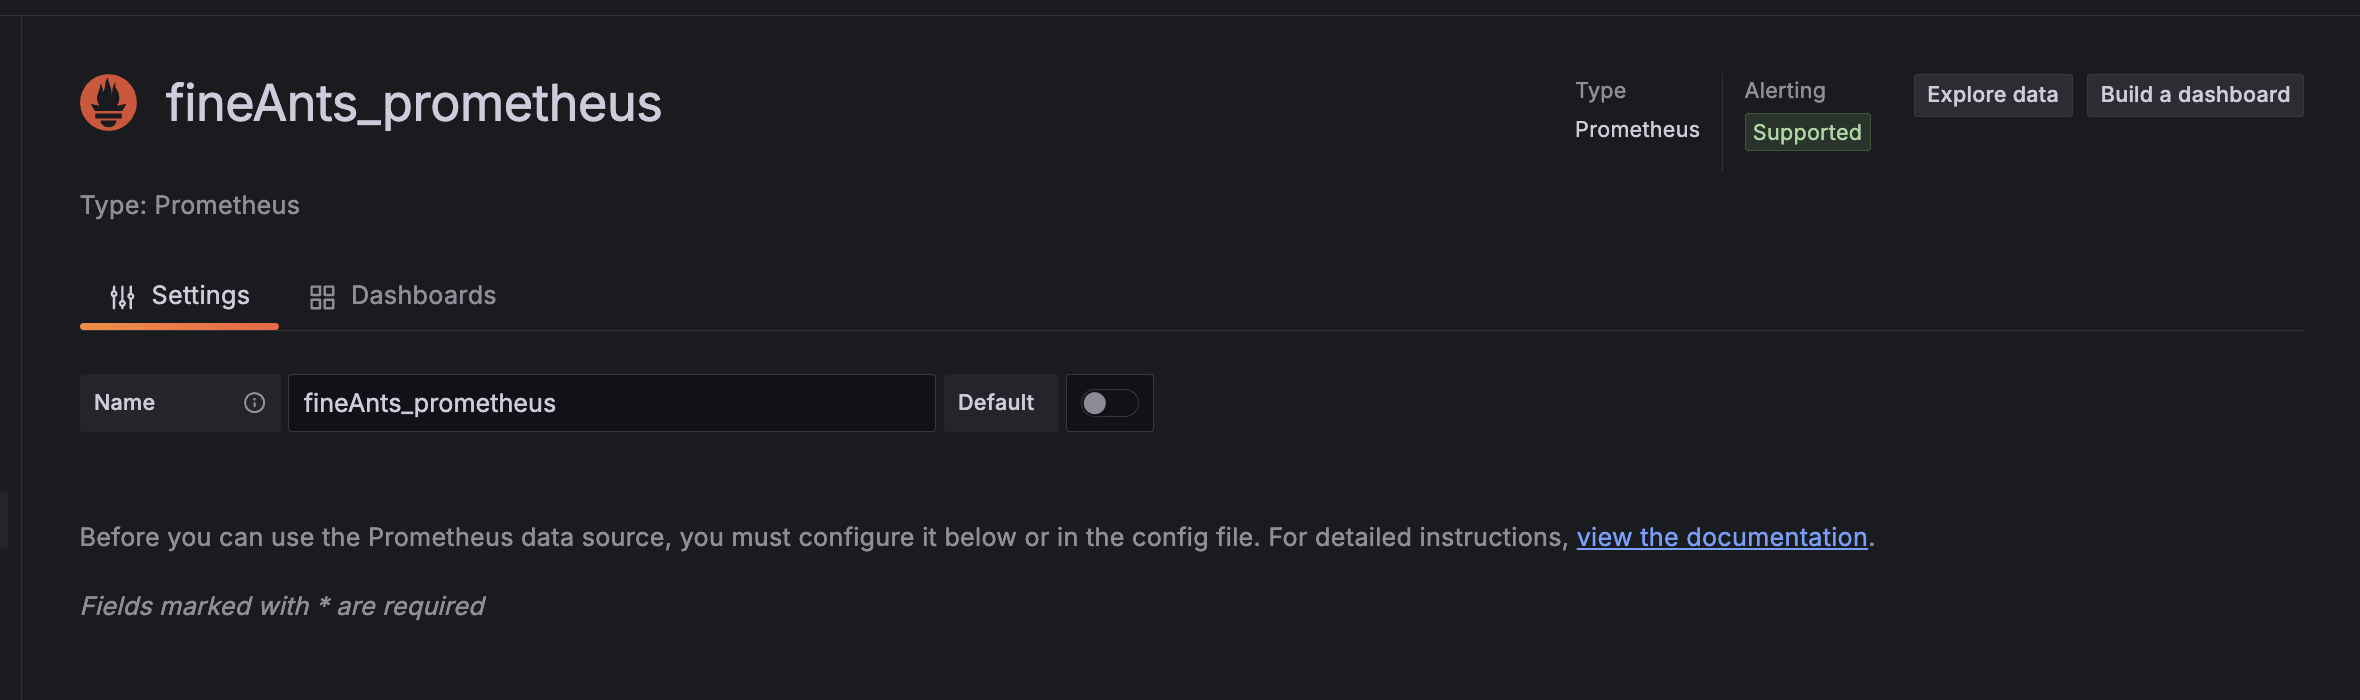 fineAnts_prometheus
Type
Prometheus
Alerting
Supported
Explore data
Build a dashboard
Type: Prometheus
Settings
Dashboards
Name
fineAnts_prometheus
Default
Before you can use the Prometheus data source, you must configure it below or in the config file. For detailed instructions, view the documentation.
Fields marked with * are required